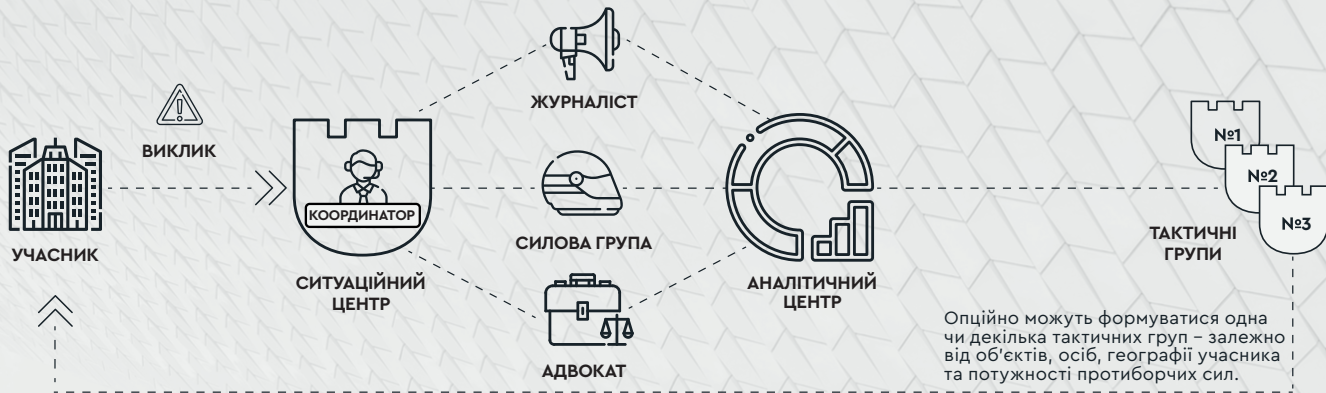 ЖУРНАЛІСТ
ВИКЛИК
УЧАСНИК
КООРДИНАТОР
СИТУАЦІЙНИЙ
ЦЕНТР
СИЛОВА ГРУПА
АДВОКАТ
АНАЛІТИЧНИЙ
ЦЕНТР
№1
№2
№3
ТАКТИЧНІ
ГРУПИ
Опційно можуть формуватися одна
чи декілька тактичних груп – залежно
від об’єктів, осіб, географії учасника
та потужності протиборчих сил.